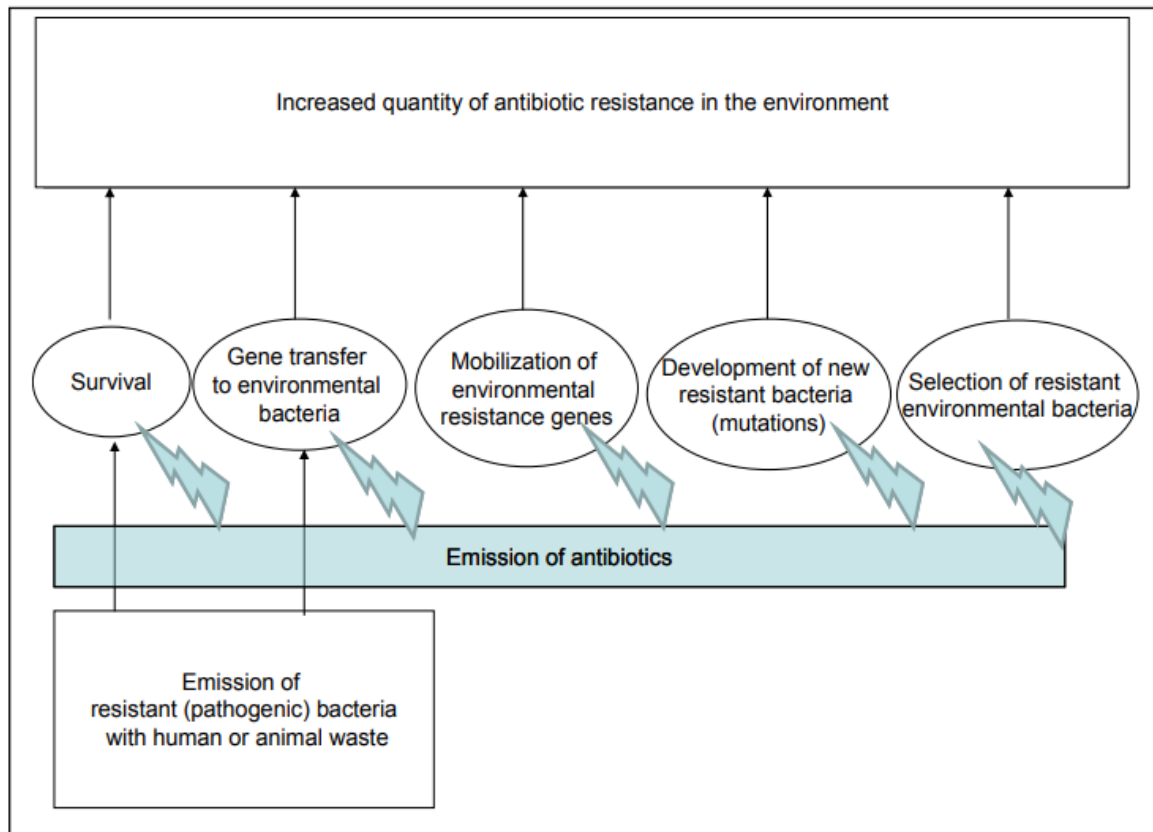 Increased quantity of antibiotic resistance in the environment
Survival
Gene transfer
to environmental
bacteria
Mobilization of
environmental
resistance genes
Development of new
resistant bacteria
(mutations)
Selection of resistant
environmental bacteria
Emission of antibiotics
Emission of
resistant (pathogenic) bacteria
with human or animal waste